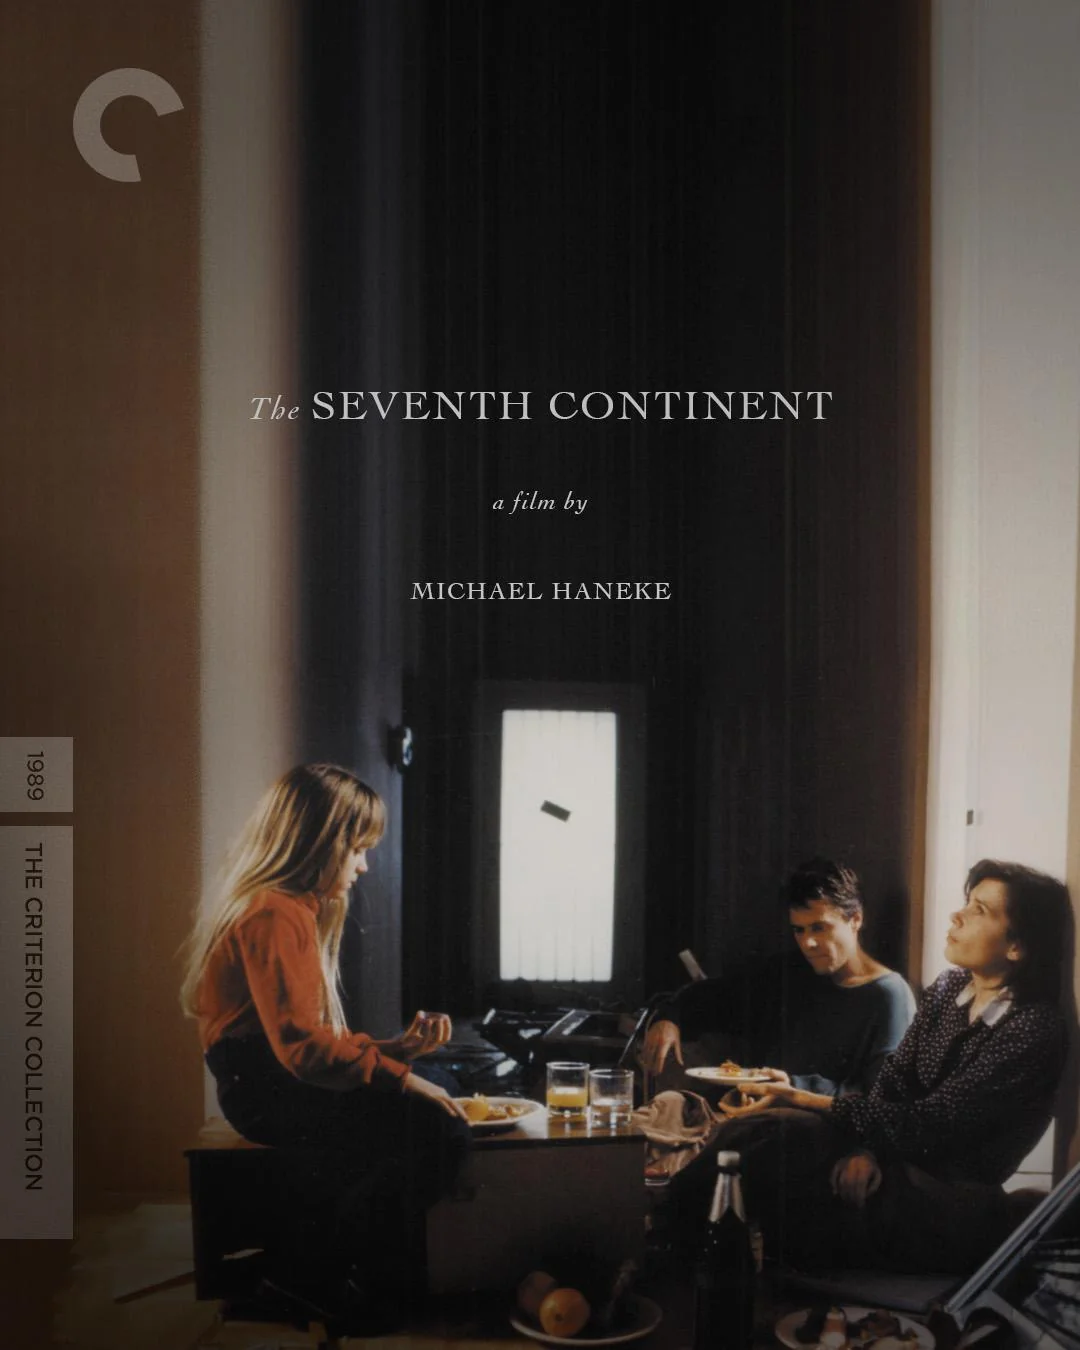 The SEVENTH CONTINENT
a film by
MICHAEL HANEKE
1989
THE CRITERION COLLECTION